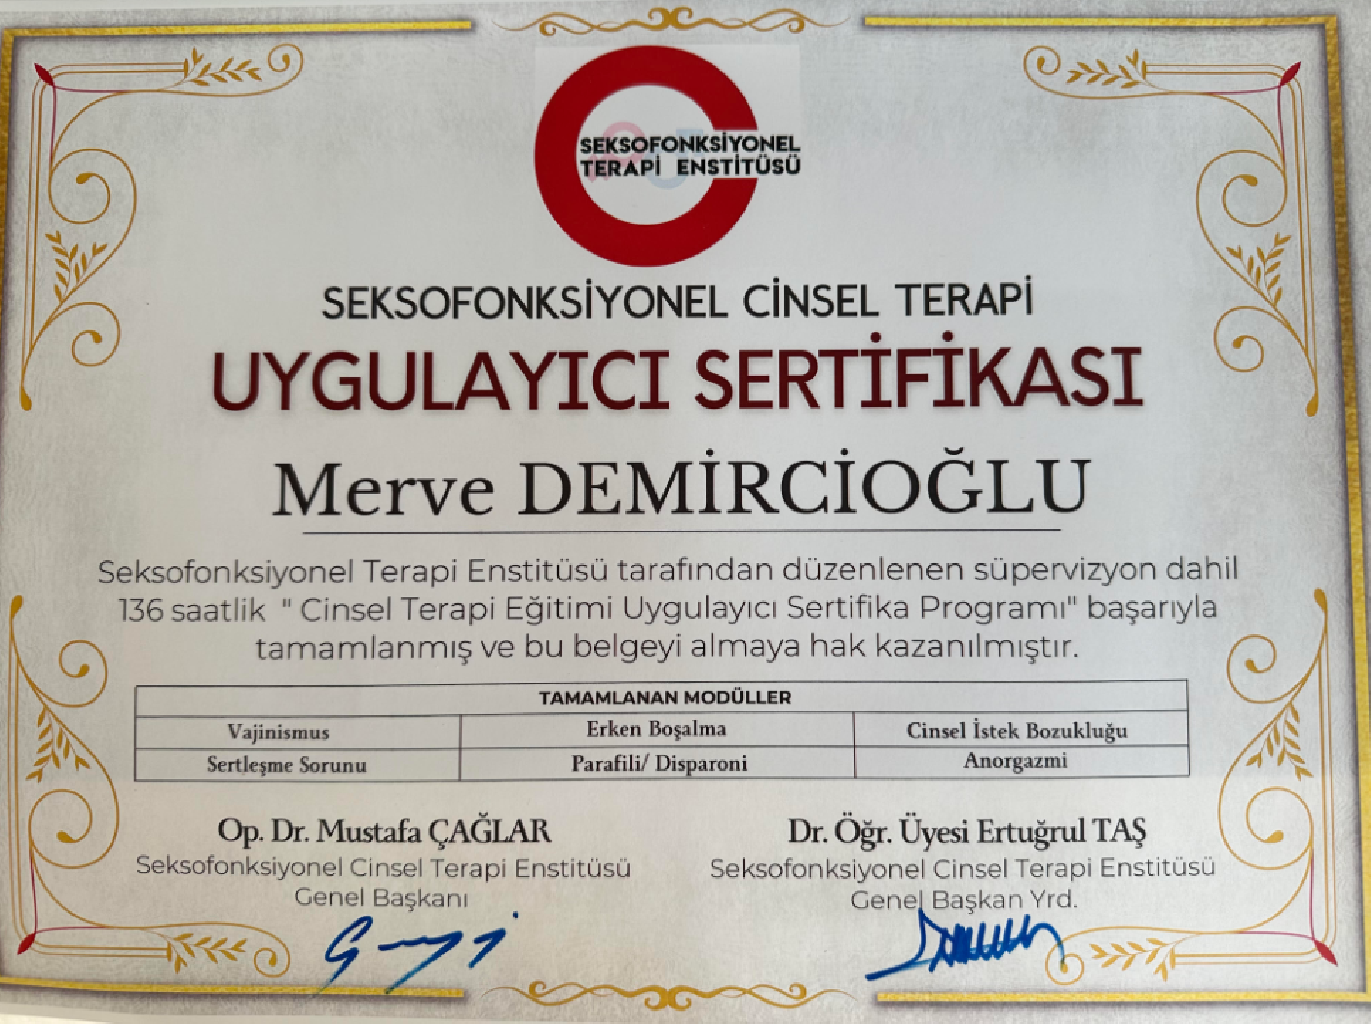 SEKSOFONKSİYONEL
TERAPİ ENSTİTÜSÜ
SEKSOFONKSİYONEL CİNSEL TERAPİ
UYGULAYICI SERTİFİKASI
Merve DEMİRCİOĞLU
Seksofonksiyonel Terapi Enstitüsü tarafından düzenlenen süpervizyon dahil
136 saatlik " Cinsel Terapi Eğitimi Uygulayıcı Sertifika Programı" başarıyla
tamamlanmış ve bu belgeyi almaya hak kazanılmıştır.
TAMAMLANAN MODÜLLER
Vajinismus Erken Boşalma Cinsel İstek Bozukluğu
Sertleşme Sorunu Parafili/ Disparoni Anorgazmi
Op. Dr. Mustafa ÇAĞLAR Dr. Öğr. Üyesi Ertuğrul TAŞ
Seksofonksiyonel Cinsel Terapi Enstitüsü Seksofonksiyonel Cinsel Terapi Enstitüsü
Genel Başkanı Genel Başkan Yrd.